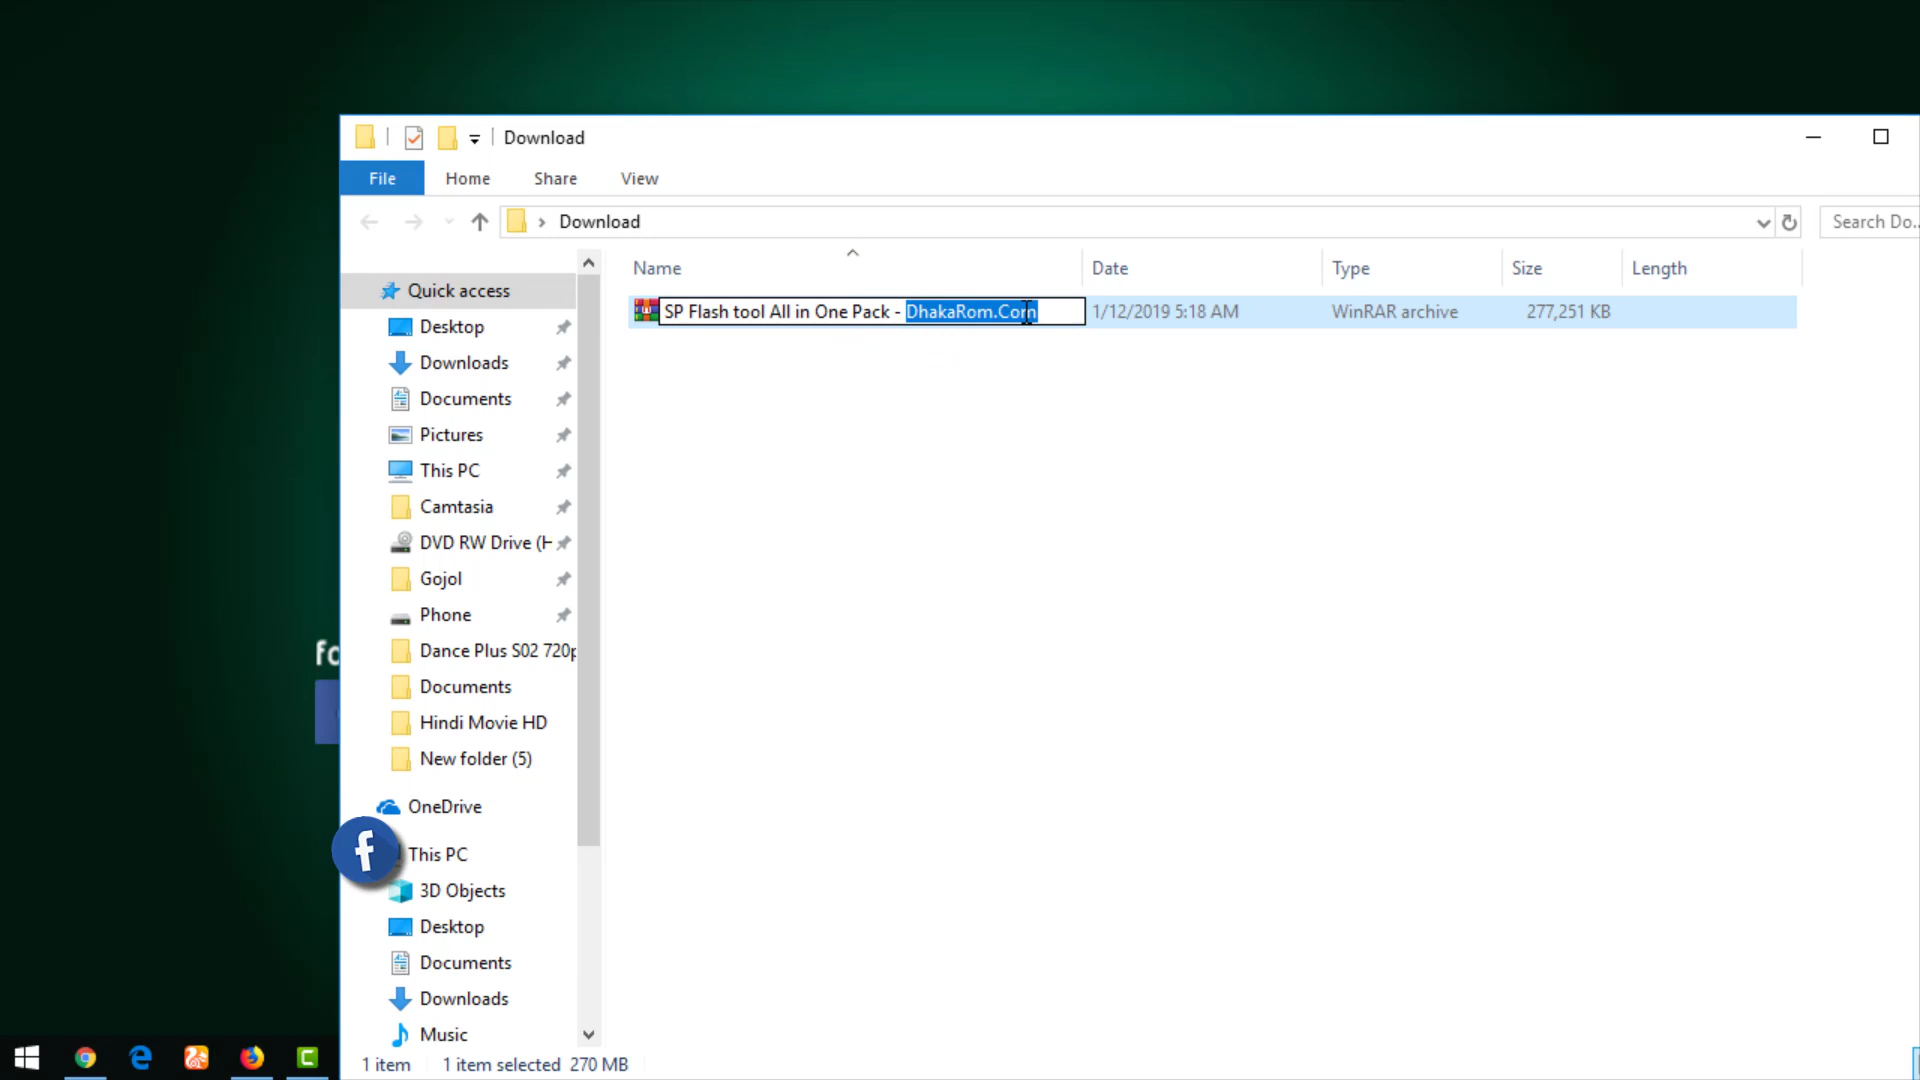 Download
File Home Share View
Download
Search Do...
Name Date Type Size Length
SP Flash tool All in One Pack - DhakaRom.Com 1/12/2019 5:18 AM WinRAR archive 277,251 KB
Quick access
Desktop
Downloads
Documents
Pictures
This PC
Camtasia
DVD RW Drive (H
Gojol
Phone
Dance Plus S02 720p
Documents
Hindi Movie HD
New folder (5)
OneDrive
This PC
3D Objects
Desktop
Documents
Downloads
Music
fo
f
1 item 1 item selected 270 MB